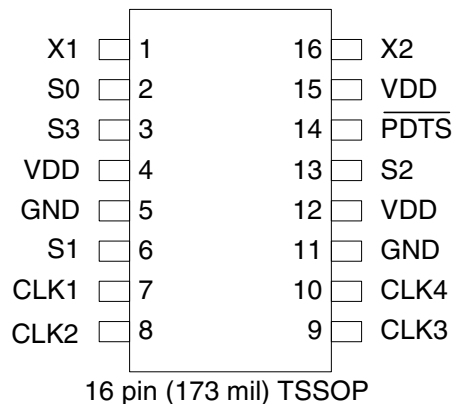 X1 1 16 X2
S0 2 15 VDD
S3 3 14 PDTS
VDD 4 13 S2
GND 5 12 VDD
S1 6 11 GND
CLK1 7 10 CLK4
CLK2 8 9 CLK3
16 pin (173 mil) TSSOP